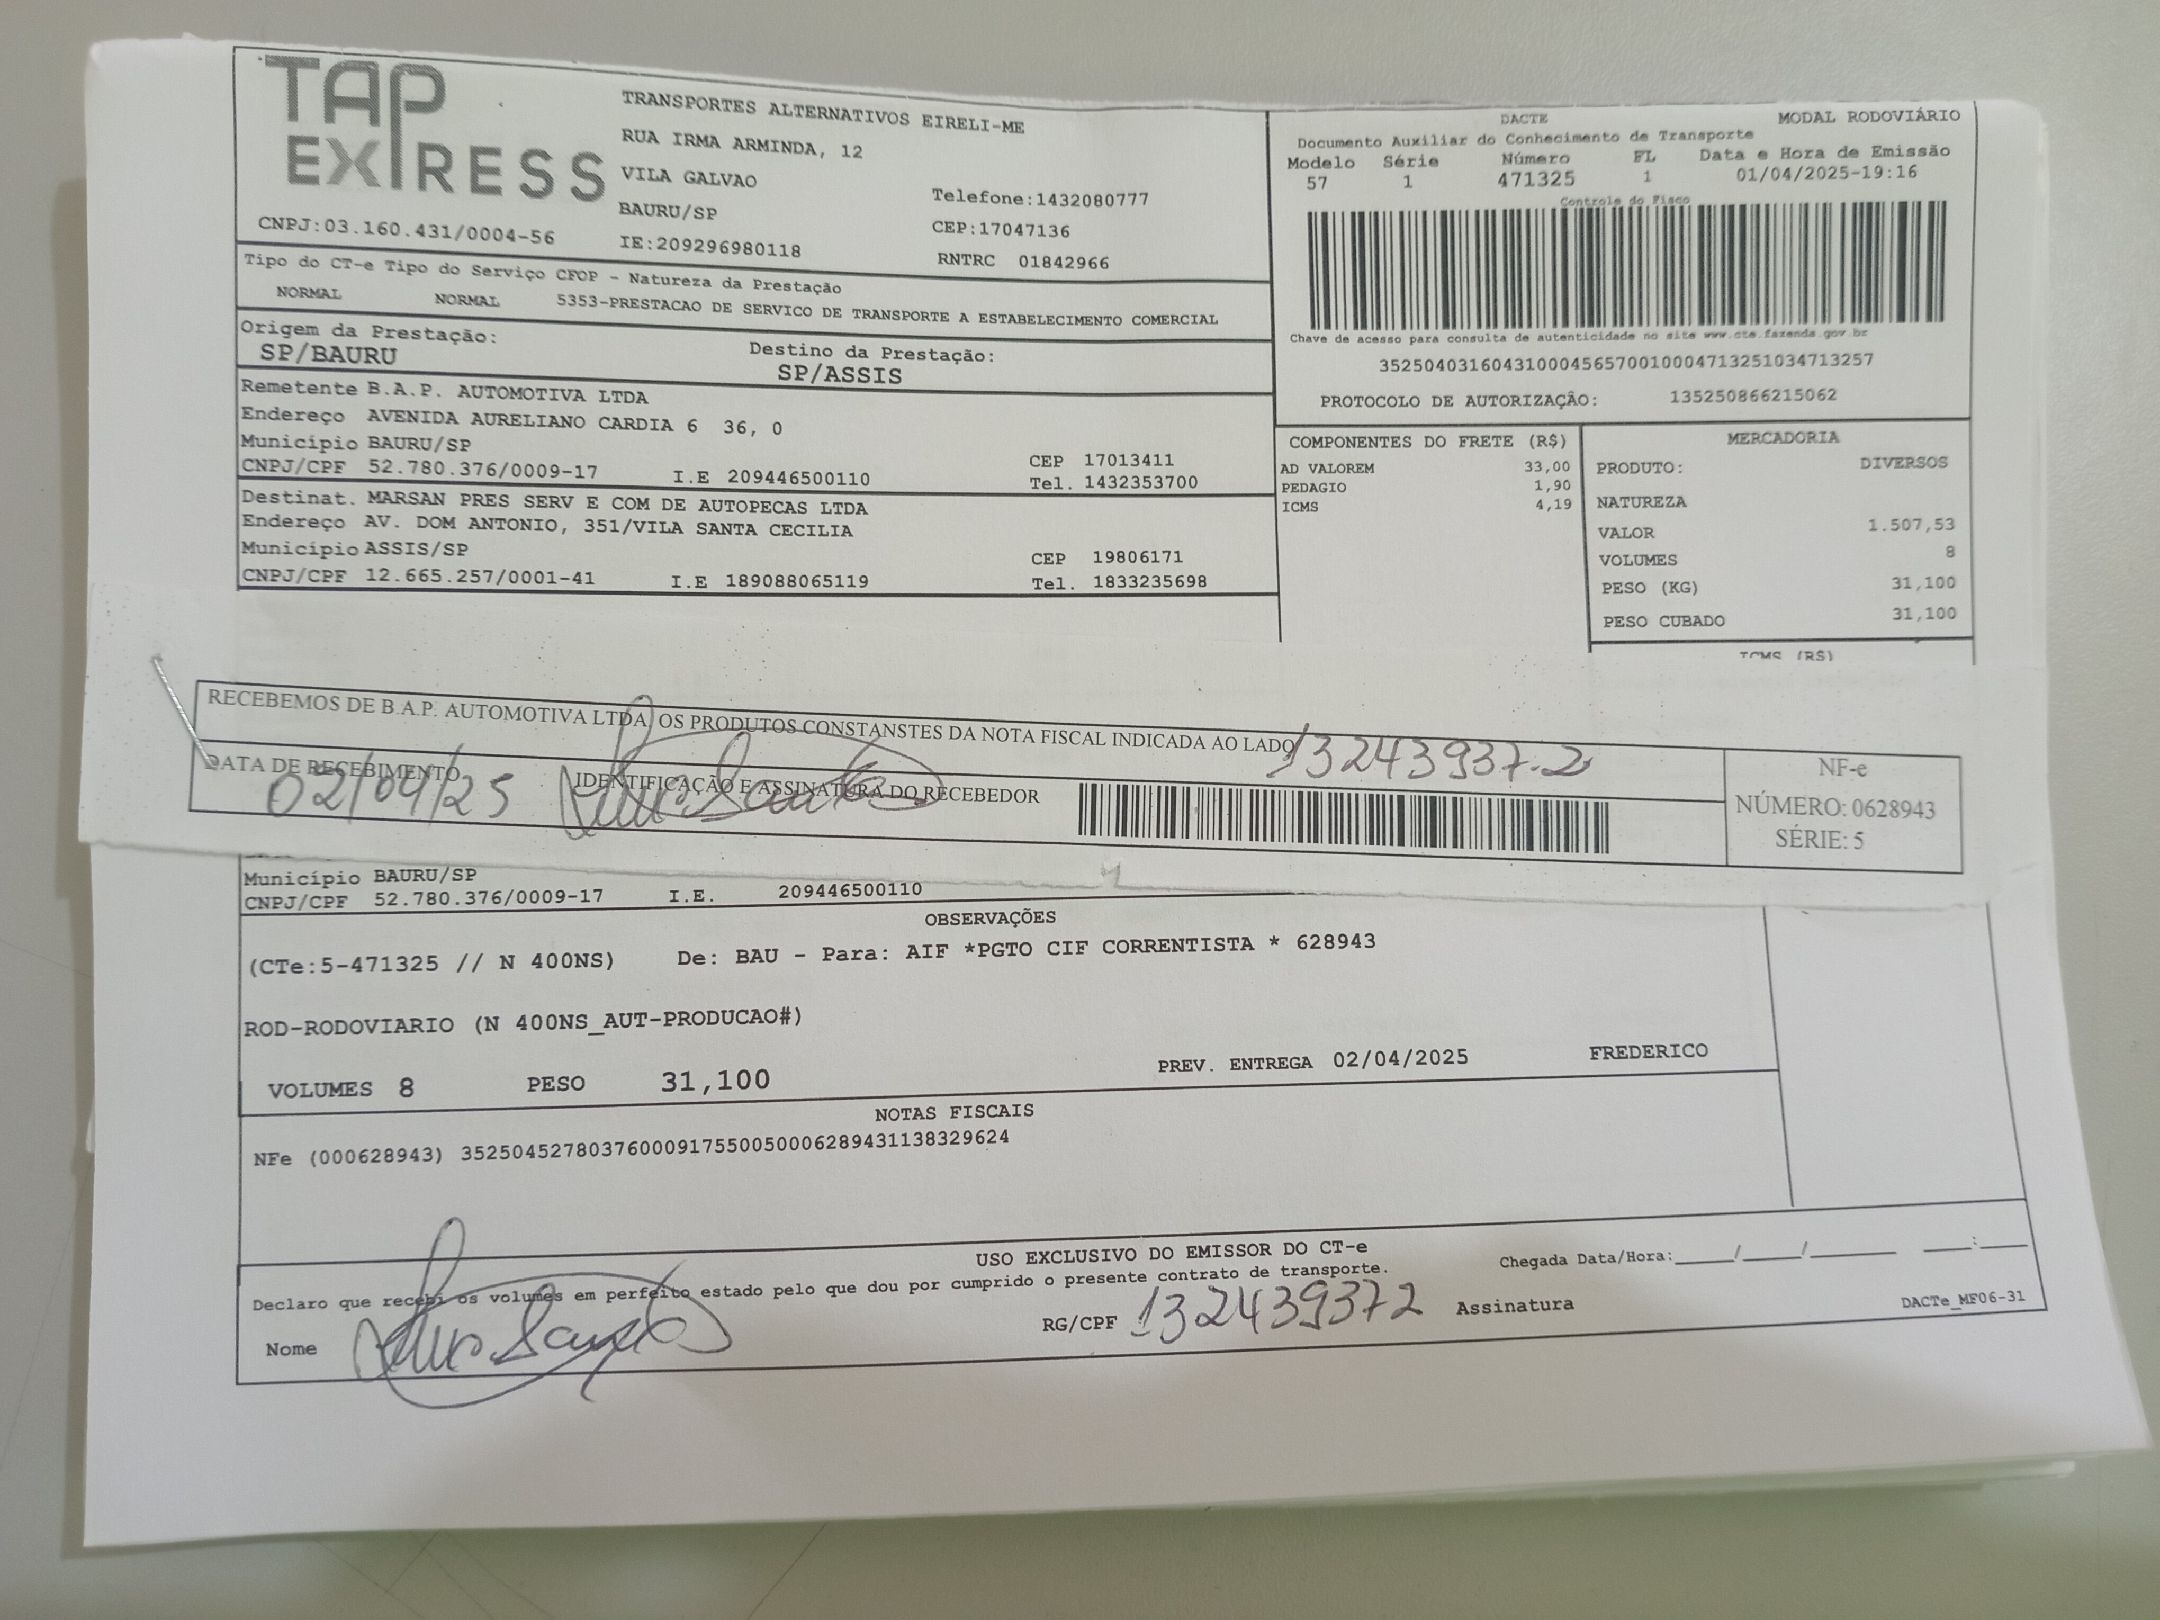 TAP
EXPRESS
TRANSPORTES ALTERNATIVOS EIRELI-ME
RUA IRMA ARMINDA, 12
VILA GALVAO
BAURU/SP
Telefone:1432080777
CEP:17047136
CNPJ:03.160.431/0004-56
IE:209296980118
RNTRC 01842966
DACTE
MODAL RODOVIÁRIO
Documento Auxiliar do Conhecimento de Transporte
Modelo Série Número FL Data e Hora de Emissão
57 1 471325 1 01/04/2025-19:16
Controle do Fisco
Chave de acesso para consulta de autenticidade no site www.cte.fazenda.gov.br
35250403160431000456570010004713251034713257
PROTOCOLO DE AUTORIZAÇÃO: 135250866215062
Tipo do CT-e Tipo do Serviço CFOP - Natureza da Prestação
NORMAL NORMAL 5353-PRESTACAO DE SERVICO DE TRANSPORTE A ESTABELECIMENTO COMERCIAL
Origem da Prestação:
SP/BAURU
Destino da Prestação:
SP/ASSIS
Remetente B.A.P. AUTOMOTIVA LTDA
Endereço AVENIDA AURELIANO CARDIA 6 36, 0
Município BAURU/SP
CEP 17013411
CNPJ/CPF 52.780.376/0009-17 I.E 209446500110
Tel. 1432353700
Destinat. MARSAN PRES SERV E COM DE AUTOPECAS LTDA
Endereço AV. DOM ANTONIO, 351/VILA SANTA CECILIA
Município ASSIS/SP
CEP 19806171
CNPJ/CPF 12.665.257/0001-41 I.E 189088065119
Tel. 1833235698
COMPONENTES DO FRETE (R$)
AD VALOREM 33,00
PEDAGIO 1,90
ICMS 4,19
MERCADORIA
PRODUTO: DIVERSOS
NATUREZA
VALOR 1.507,53
VOLUMES 8
PESO (KG) 31,100
PESO CUBADO 31,100
ICMS (R$)
RECEBEMOS DE B.A.P. AUTOMOTIVA LTDA, OS PRODUTOS CONSTANSTES DA NOTA FISCAL INDICADA AO LADO
13243937-2
DATA DE RECEBIMENTO
02/04/25
IDENTIFICAÇÃO E ASSINATURA DO RECEBEDOR
NF-e
NÚMERO: 0628943
SÉRIE: 5
Município BAURU/SP
CNPJ/CPF 52.780.376/0009-17 I.E. 209446500110
OBSERVAÇÕES
(CTe:5-471325 // N 400NS) De: BAU - Para: AIF *PGTO CIF CORRENTISTA * 628943
ROD-RODOVIARIO (N 400NS_AUT-PRODUCAO#)
VOLUMES 8 PESO 31,100 PREV. ENTREGA 02/04/2025 FREDERICO
NOTAS FISCAIS
NFe (000628943) 35250452780376000917550050006289431138329624
USO EXCLUSIVO DO EMISSOR DO CT-e
Chegada Data/Hora:____/____/______ ___:___
Declaro que recebi os volumes em perfeito estado pelo que dou por cumprido o presente contrato de transporte.
Nome
RG/CPF 132439372
Assinatura
DACTe_MF06-31